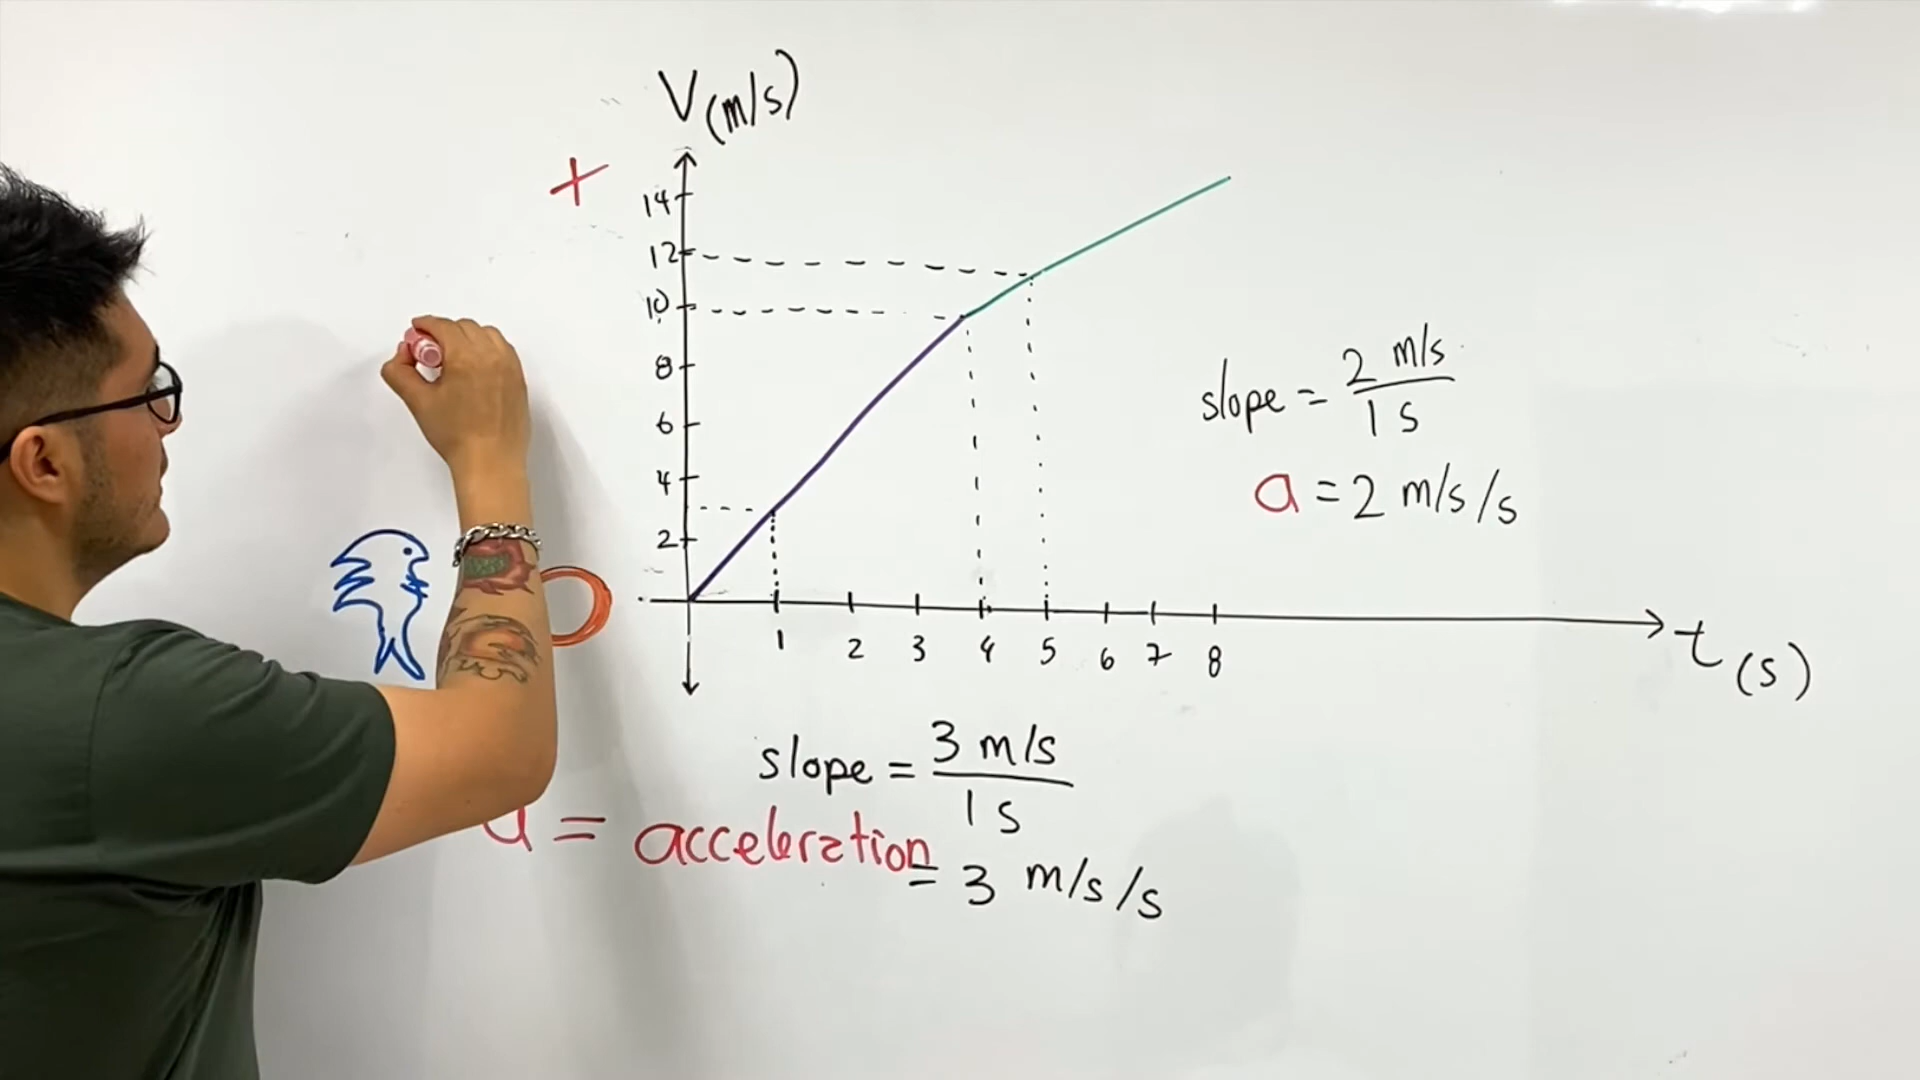 V(m/s)
+
14
12
10
8
6
4
2
1 2 3 4 5 6 7 8
t(s)
slope = 2 m/s
1 s
a = 2 m/s/s
slope = 3 m/s
1 s
a = acceleration
= 3 m/s/s